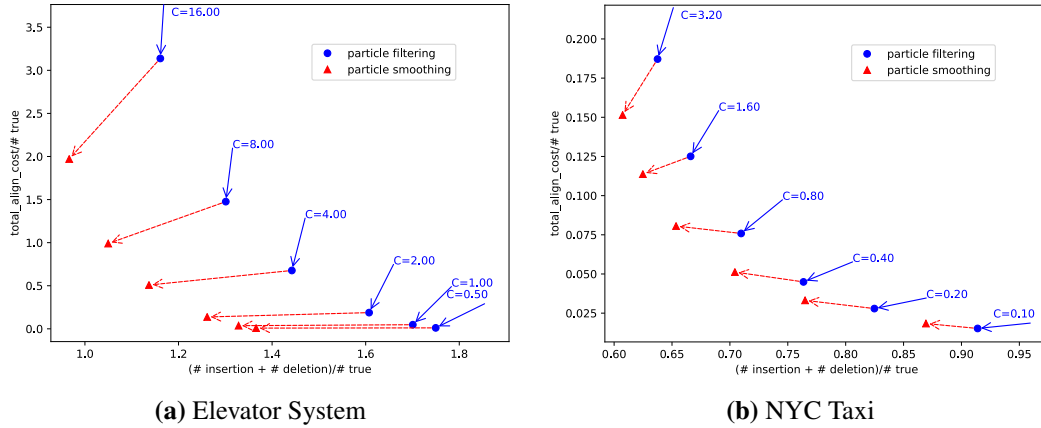 C=16.00
particle filtering
particle smoothing
C=8.00
C=4.00
C=2.00
C=1.00
C=0.50
3.5
3.0
2.5
2.0
1.5
1.0
0.5
0.0
total_align_cost/# true
1.0 1.2 1.4 1.6 1.8
(# insertion + # deletion)/# true
(a) Elevator System
C=3.20
particle filtering
particle smoothing
C=1.60
C=0.80
C=0.40
C=0.20
C=0.10
0.200
0.175
0.150
0.125
0.100
0.075
0.050
0.025
total_align_cost/# true
0.60 0.65 0.70 0.75 0.80 0.85 0.90 0.95
(# insertion + # deletion)/# true
(b) NYC Taxi